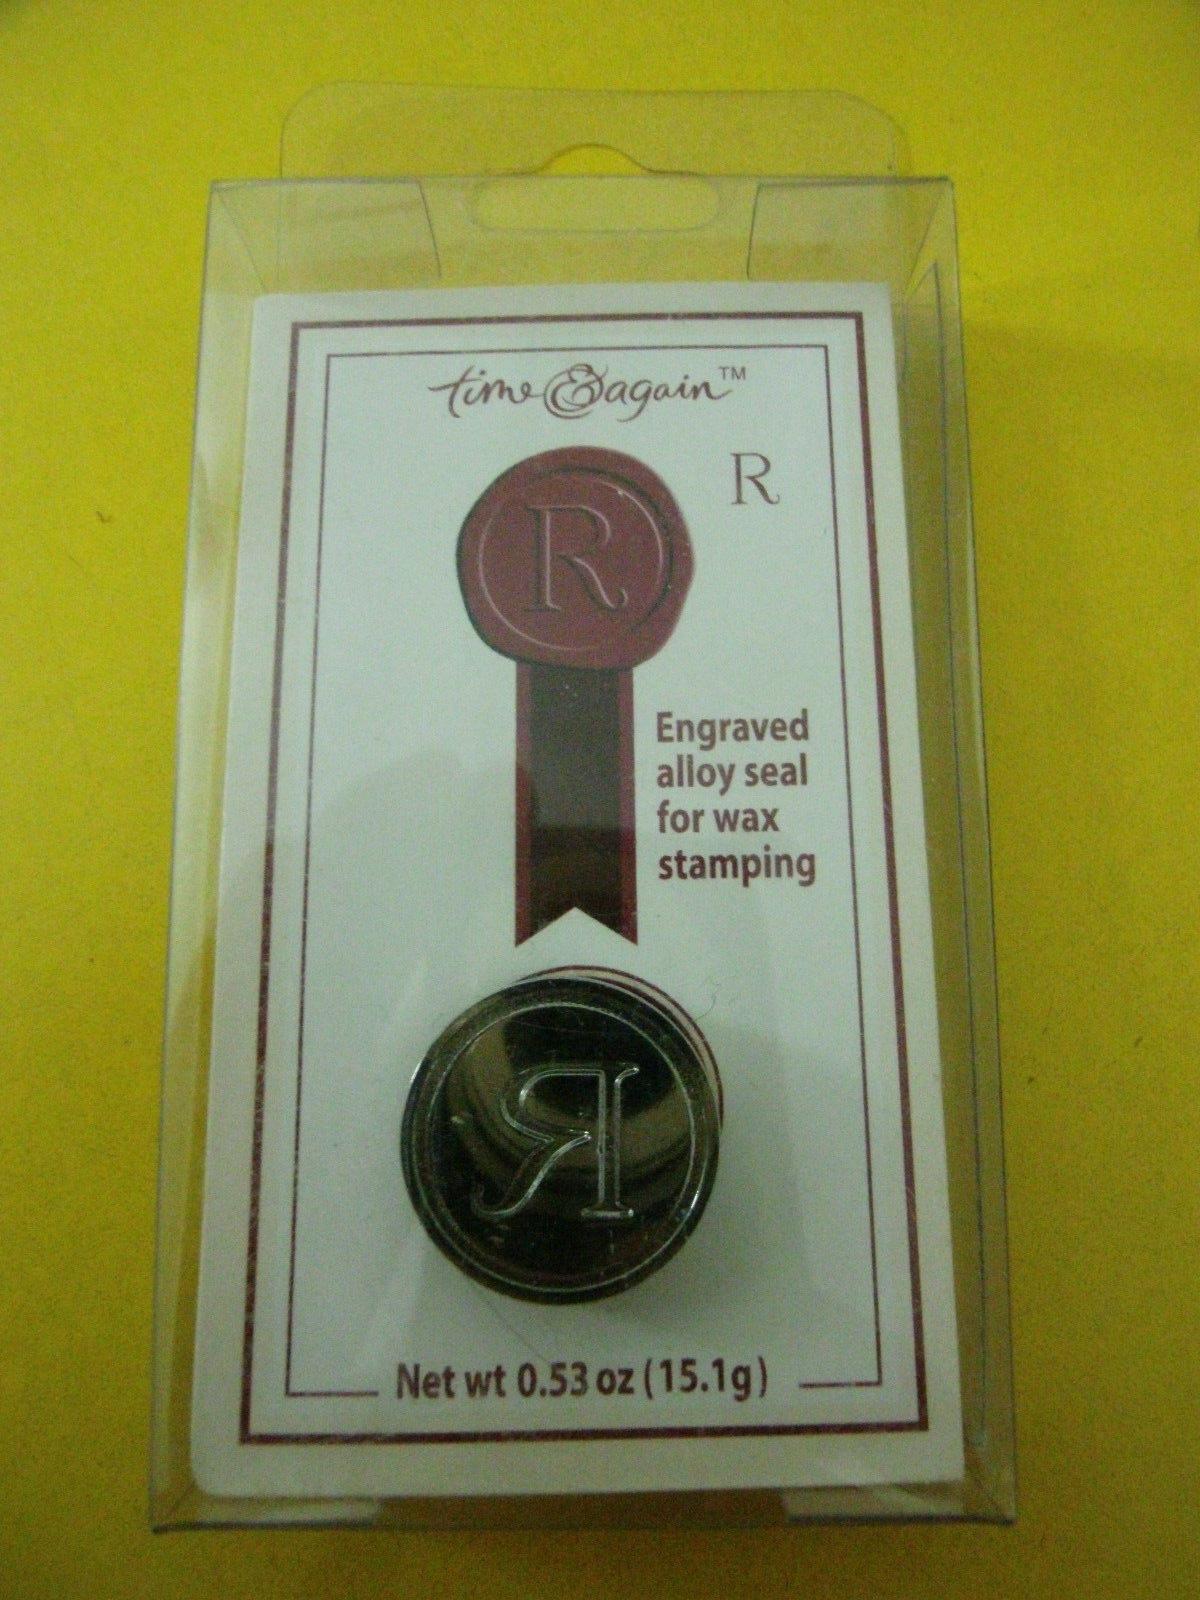 time & again™
R
R
Engraved
alloy seal
for wax
stamping
R
Net wt 0.53 oz (15.1g)